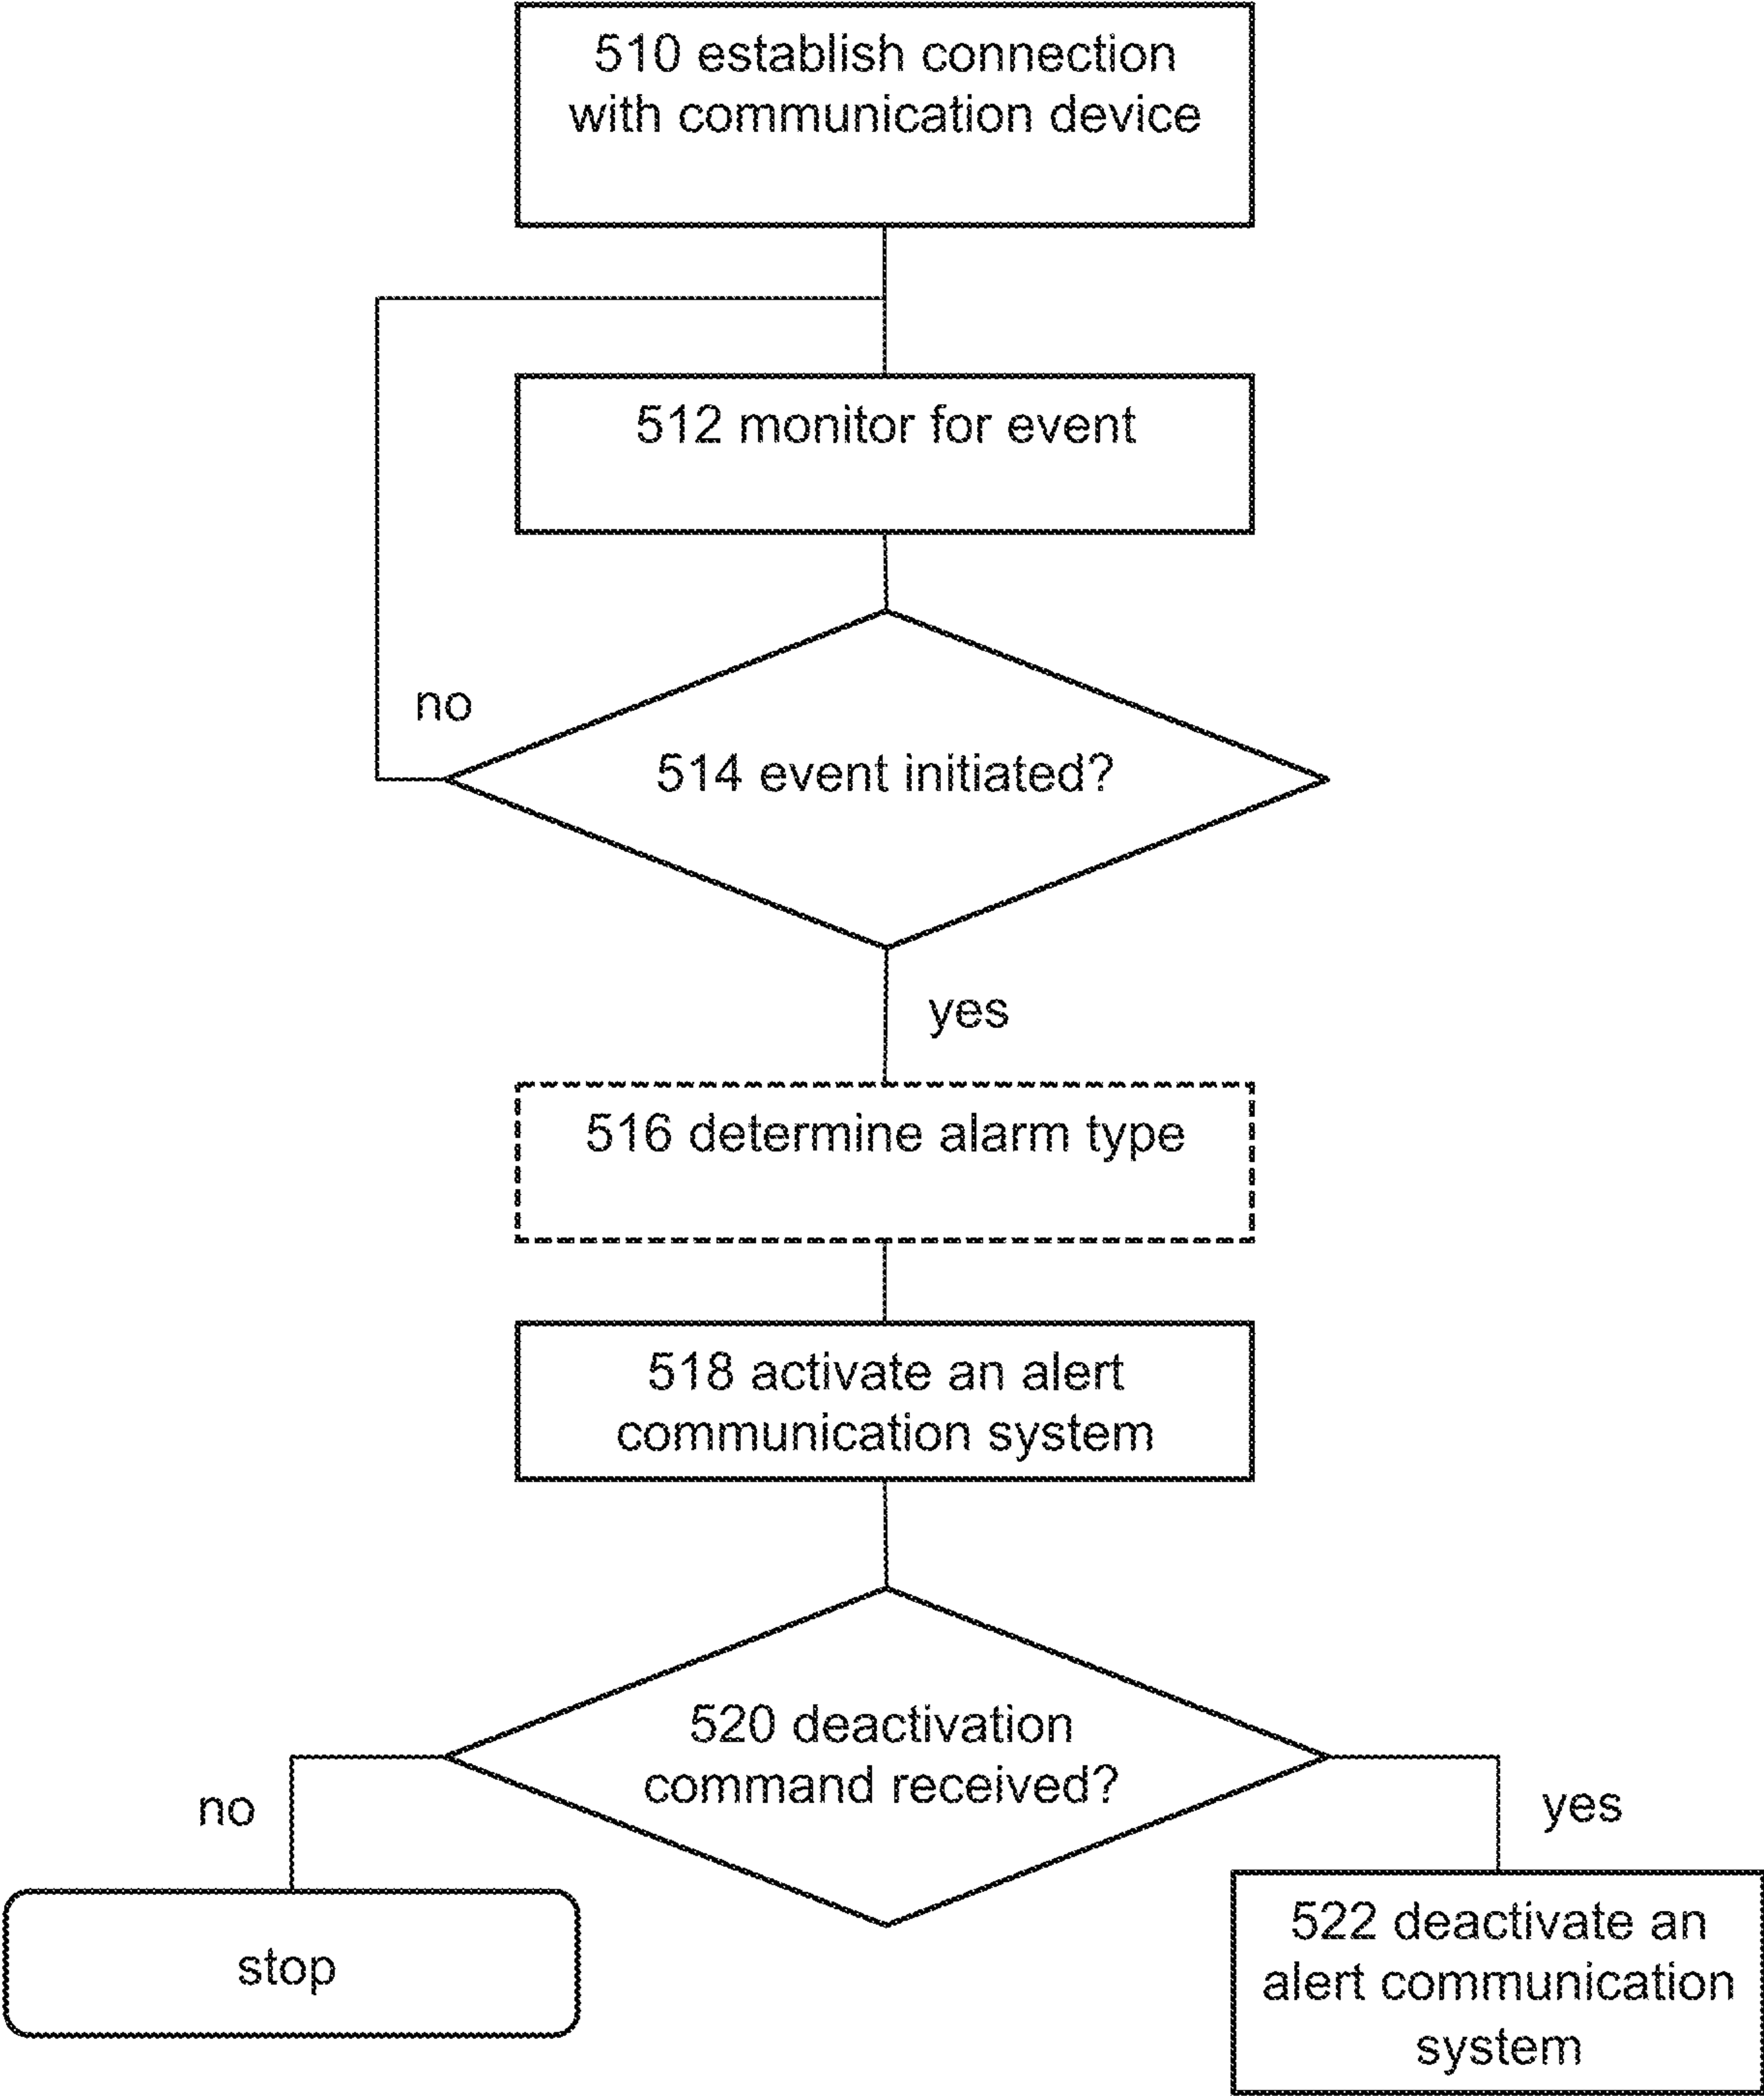 510 establish connection
with communication device
512 monitor for event
no
514 event initiated?
yes
516 determine alarm type
518 activate an alert
communication system
520 deactivation
command received?
no
yes
stop
522 deactivate an
alert communication
system